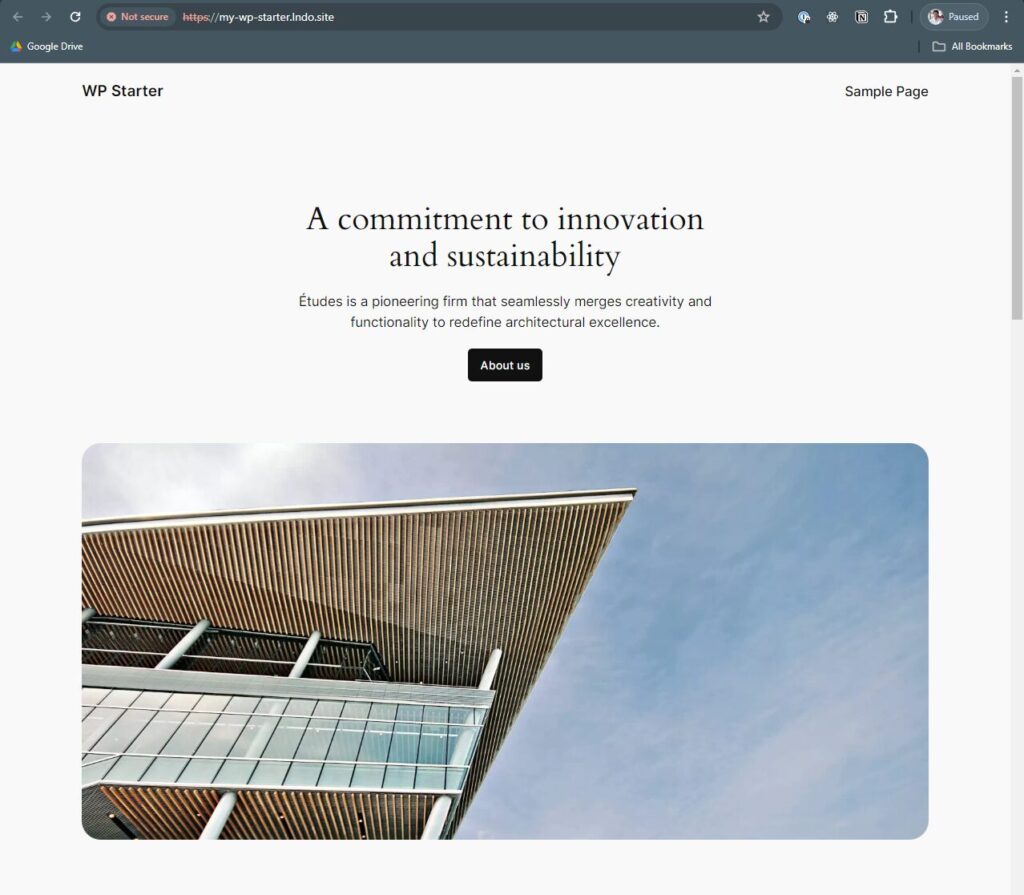 Not secure https://my-wp-starter.lndo.site Paused
Google Drive All Bookmarks
WP Starter Sample Page
A commitment to innovation
and sustainability
Études is a pioneering firm that seamlessly merges creativity and
functionality to redefine architectural excellence.
About us